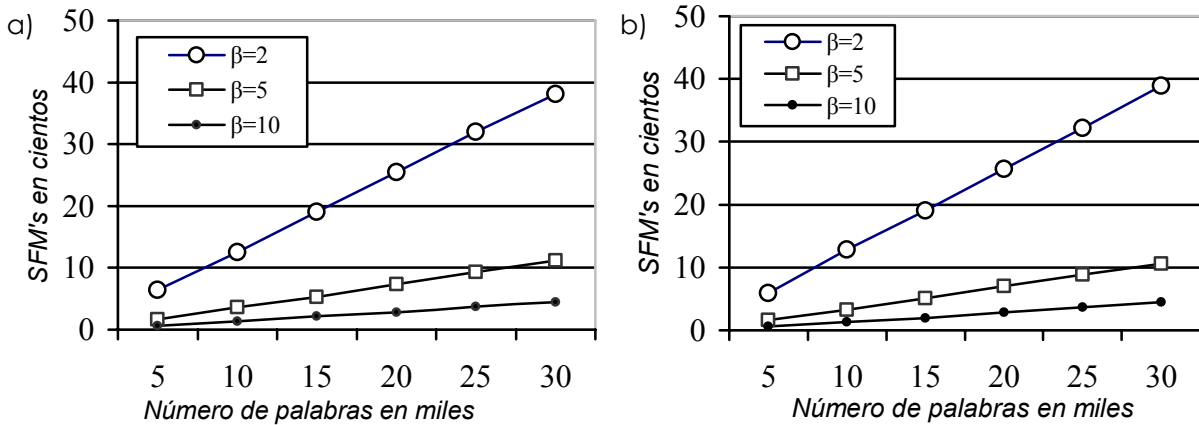 a)
SFM's en cientos
50
40
30
20
10
0
β=2
β=5
β=10
5 10 15 20 25 30
Número de palabras en miles
b)
SFM's en cientos
50
40
30
20
10
0
β=2
β=5
β=10
5 10 15 20 25 30
Número de palabras en miles